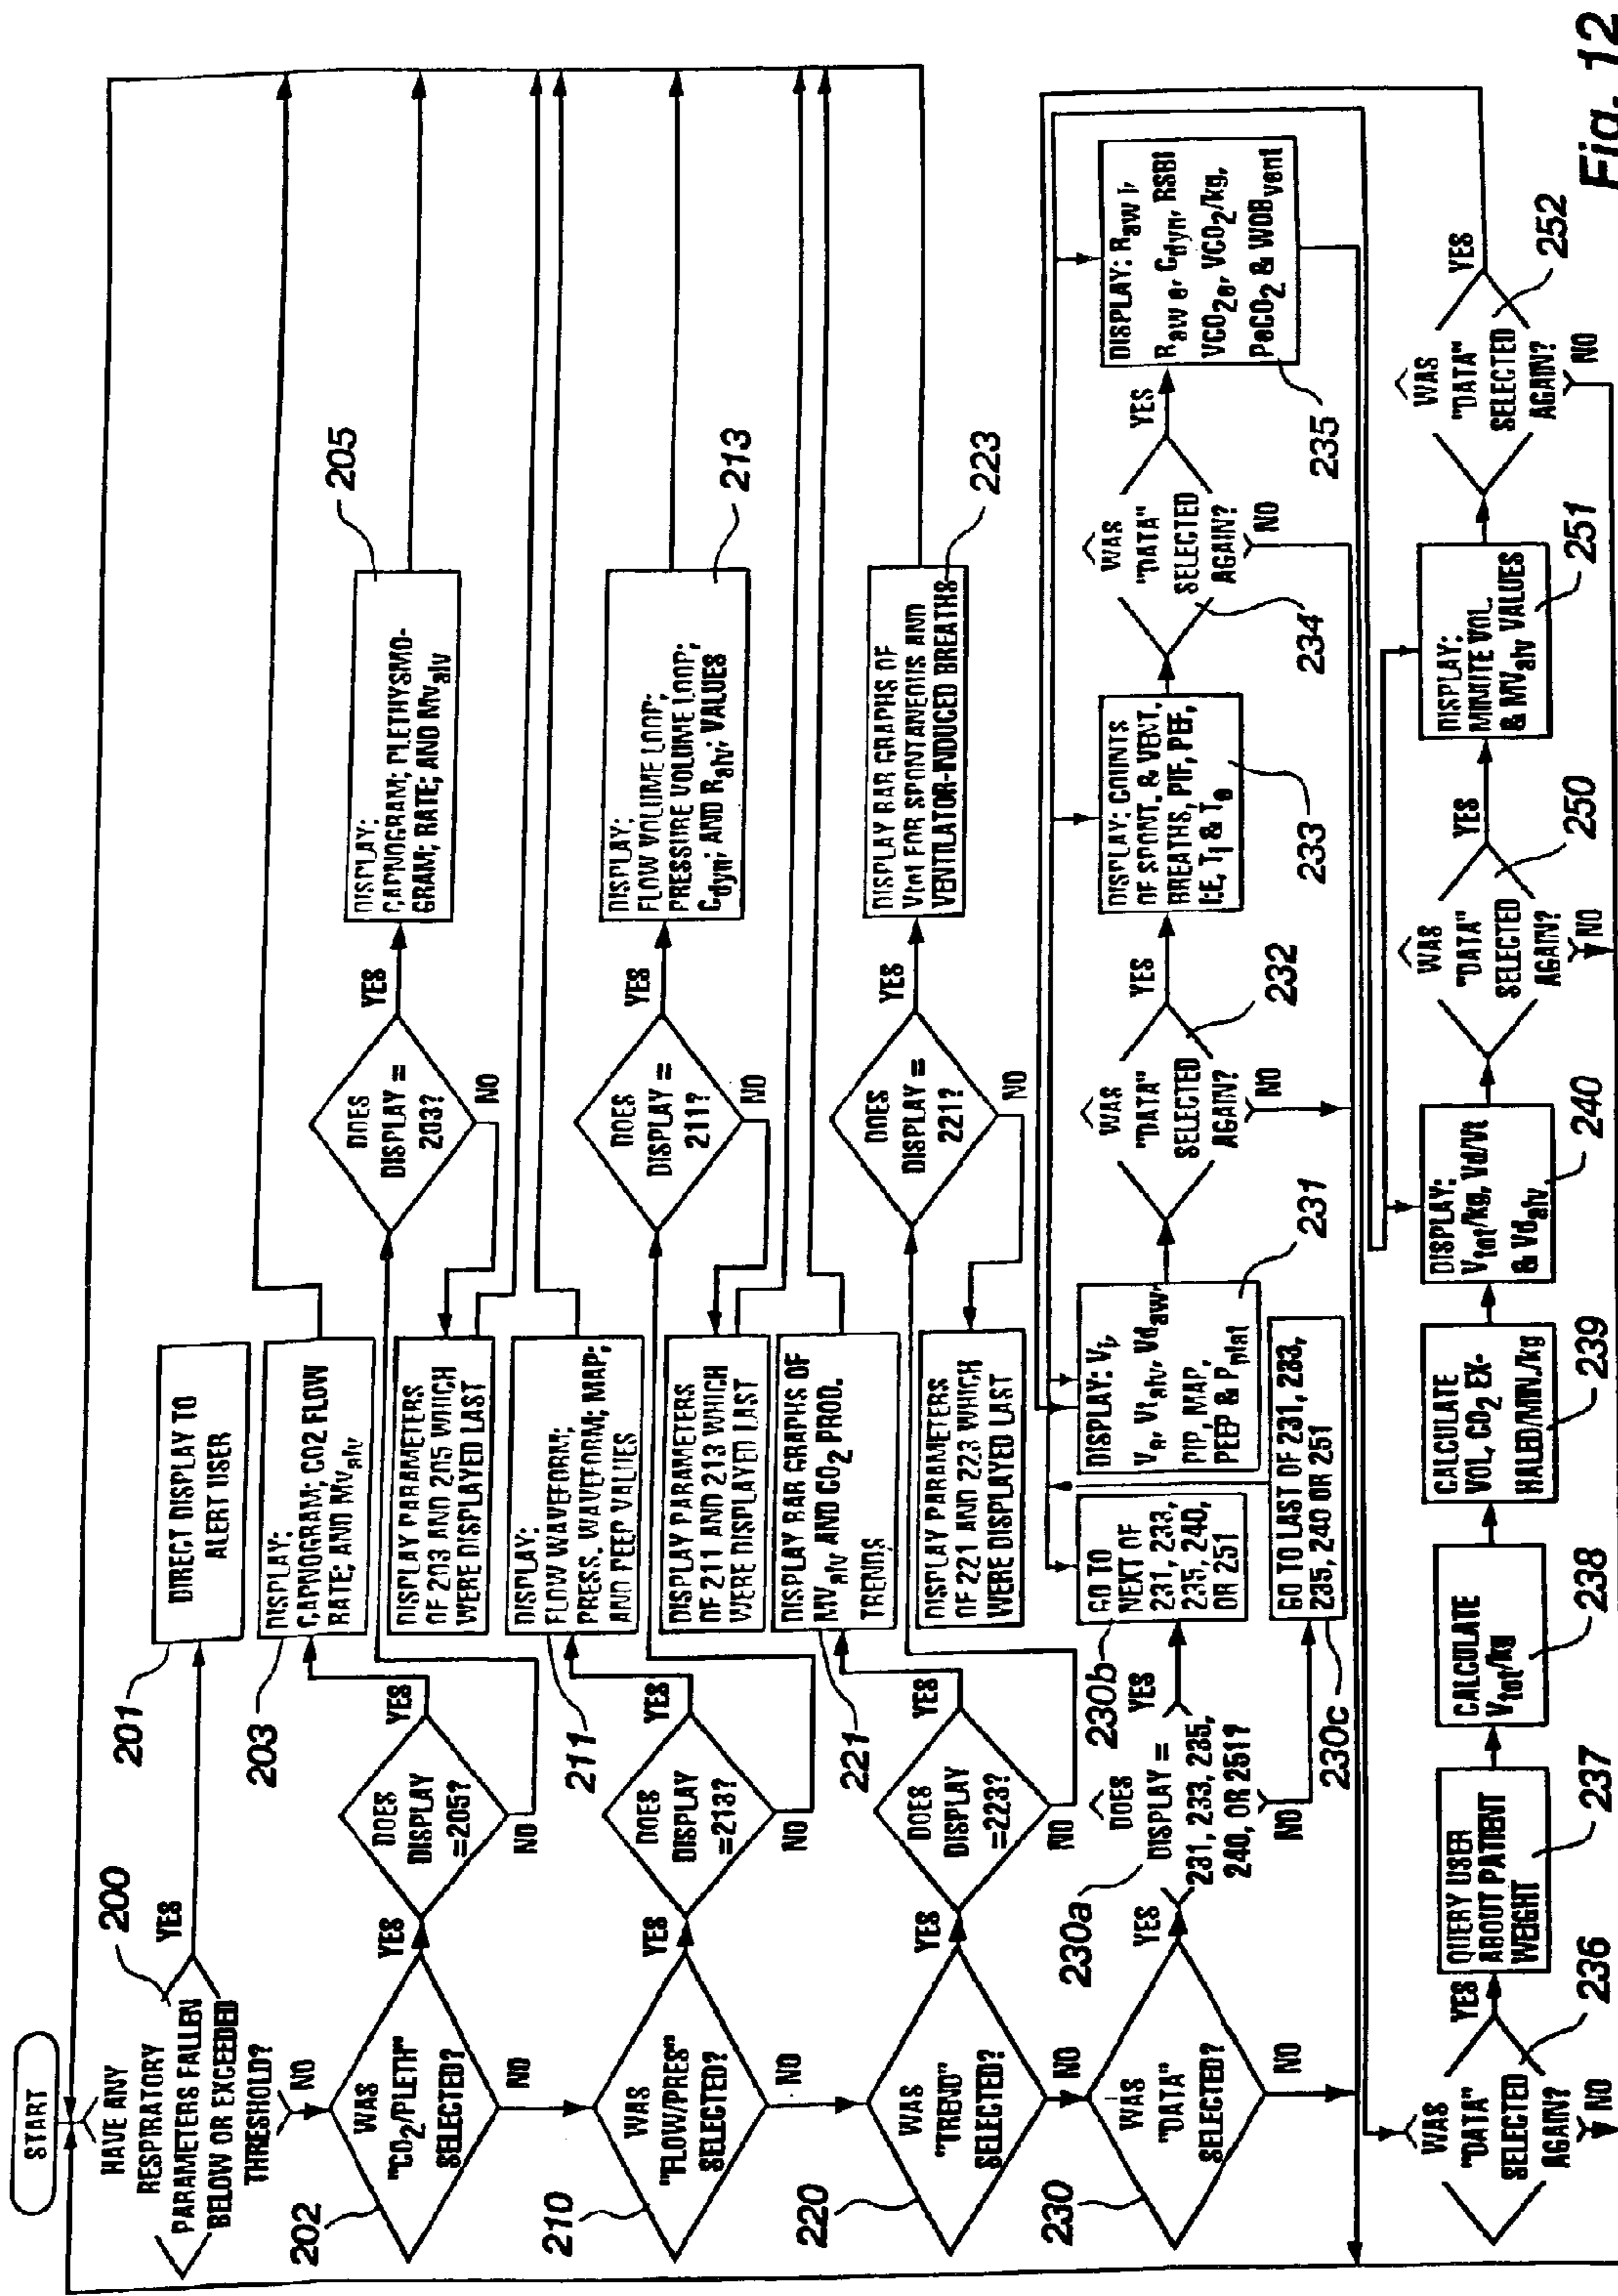 START
HAVE ANY
RESPIRATORY
PARAMETERS FALLEN
BELOW OR EXCEEDED
THRESHOLD?
200
YES
NO
201
DIRECT DISPLAY TO
ALERT USER
202
WAS
"CO2/PLETH"
SELECTED?
YES
NO
DOES
DISPLAY
=205?
YES
NO
203
DISPLAY:
CAPNOGRAM; CO2 FLOW
RATE; AND MValv
DISPLAY PARAMETERS
OF 203 AND 205 WHICH
WERE DISPLAYED LAST
DOES
DISPLAY =
203?
YES
NO
205
DISPLAY:
CAPNOGRAM; PLETHYSMO-
GRAM; RATE; AND MValv
210
WAS
"FLOW/PRES"
SELECTED?
YES
NO
DOES
DISPLAY
=213?
YES
NO
211
DISPLAY:
FLOW WAVEFORM;
PRESS. WAVEFORM; MAP;
AND PEEP VALUES
DISPLAY PARAMETERS
OF 211 AND 213 WHICH
WERE DISPLAYED LAST
DOES
DISPLAY =
211?
YES
NO
213
DISPLAY:
FLOW VOLUME LOOP;
PRESSURE VOLUME LOOP;
Cdyn; AND Ralv; VALUES
220
WAS
"TREND"
SELECTED?
YES
NO
DOES
DISPLAY
=223?
YES
NO
221
DISPLAY BAR GRAPHS OF
MValv AND CO2 PROD.
TRENDS
DISPLAY PARAMETERS
OF 221 AND 223 WHICH
WERE DISPLAYED LAST
DOES
DISPLAY =
221?
YES
NO
223
DISPLAY BAR GRAPHS OF
Vtot FOR SPONTANEOUS AND
VENTILATOR-INDUCED BREATHS
230
WAS
"DATA"
SELECTED?
YES
NO
230a
DOES
DISPLAY =
231, 233, 235,
240, OR 251?
YES
NO
230b
GO TO
NEXT OF
231, 233,
235, 240,
OR 251
230c
GO TO LAST OF 231, 233,
235, 240 OR 251
231
DISPLAY: Vi,
Ve, Vtalv, Vdaw,
PIP, MAP,
PEEP & Pplat
WAS
"DATA"
SELECTED
AGAIN?
232
YES
NO
DISPLAY: COUNTS
OF SPONT. & VENT.
BREATHS, PIF, PEF,
I:E, Ti & Te
233
WAS
"DATA"
SELECTED
AGAIN?
234
YES
NO
DISPLAY: Raw i,
Raw e, Cdyn, RSBI
VCO2e, VCO2/kg,
PeCO2 & WOBvent
235
WAS
"DATA"
SELECTED
AGAIN?
236
YES
NO
QUERY USER
ABOUT PATIENT
WEIGHT
237
CALCULATE
Vtot/kg
238
CALCULATE
VOL. CO2 EX-
HALED/MIN./kg
239
DISPLAY:
Vtot/kg, Vd/Vt
& Vdalv
240
WAS
"DATA"
SELECTED
AGAIN?
250
YES
NO
DISPLAY:
MINITE VOL.
& MValv VALUES
251
WAS
"DATA"
SELECTED
AGAIN?
252
YES
NO
Fig. 12